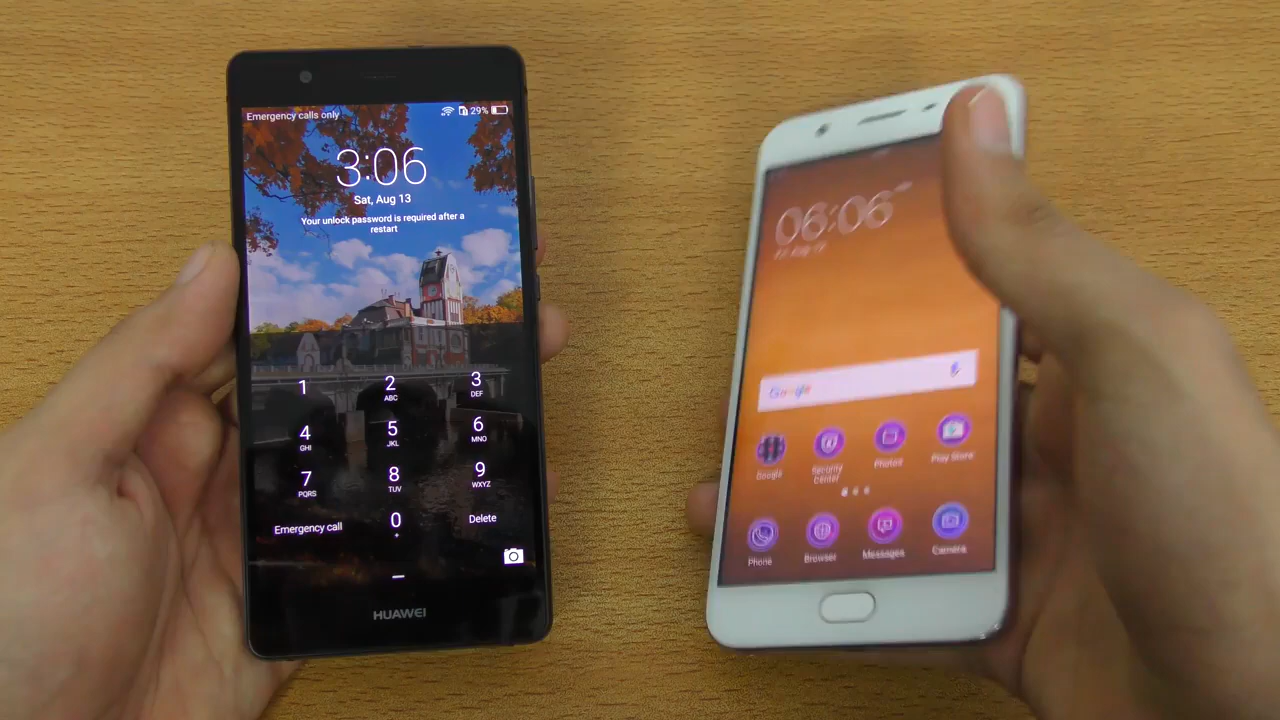 Emergency calls only
29%
3:06
Sat, Aug 13
Your unlock password is required after a
restart
1
2
ABC
3
DEF
4
GHI
5
JKL
6
MNO
7
PQRS
8
TUV
9
WXYZ
Emergency call
0
+
Delete
HUAWEI
06:06
Google
Google
Security
Center
Photos
Play Store
Phone
Browser
Messages
Camera